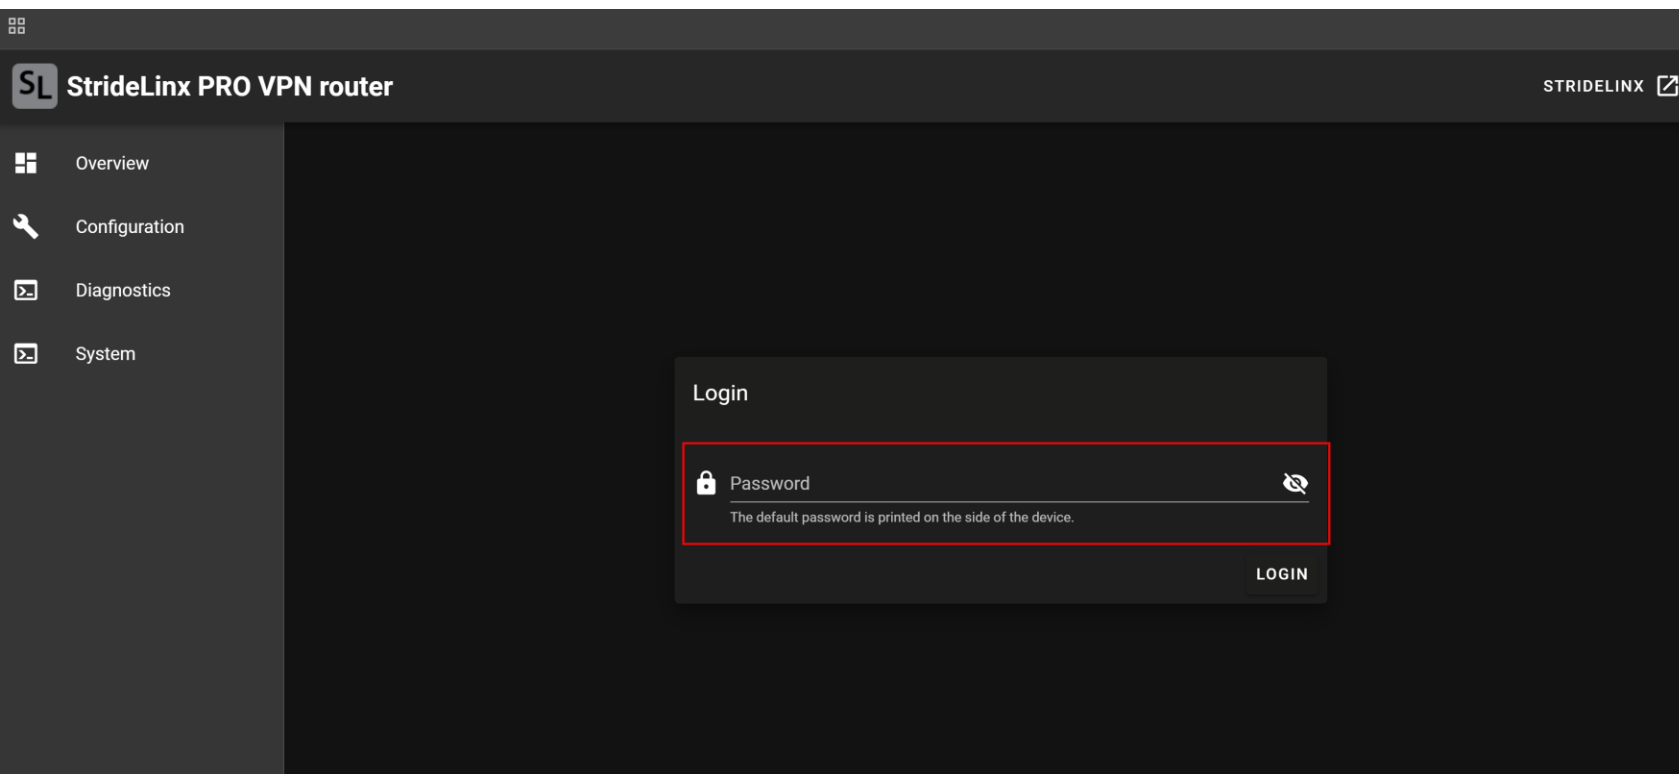 SL StrideLinx PRO VPN router
STRIDELINX
Overview
Configuration
Diagnostics
System
Login
Password
The default password is printed on the side of the device.
LOGIN